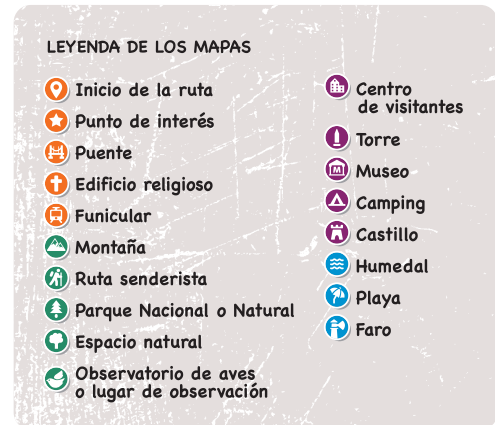 LEYENDA DE LOS MAPAS
Inicio de la ruta
Punto de interés
Puente
Edificio religioso
Funicular
Montaña
Ruta senderista
Parque Nacional o Natural
Espacio natural
Observatorio de aves
o lugar de observación
Centro
de visitantes
Torre
M
Museo
Camping
Castillo
Humedal
Playa
Faro